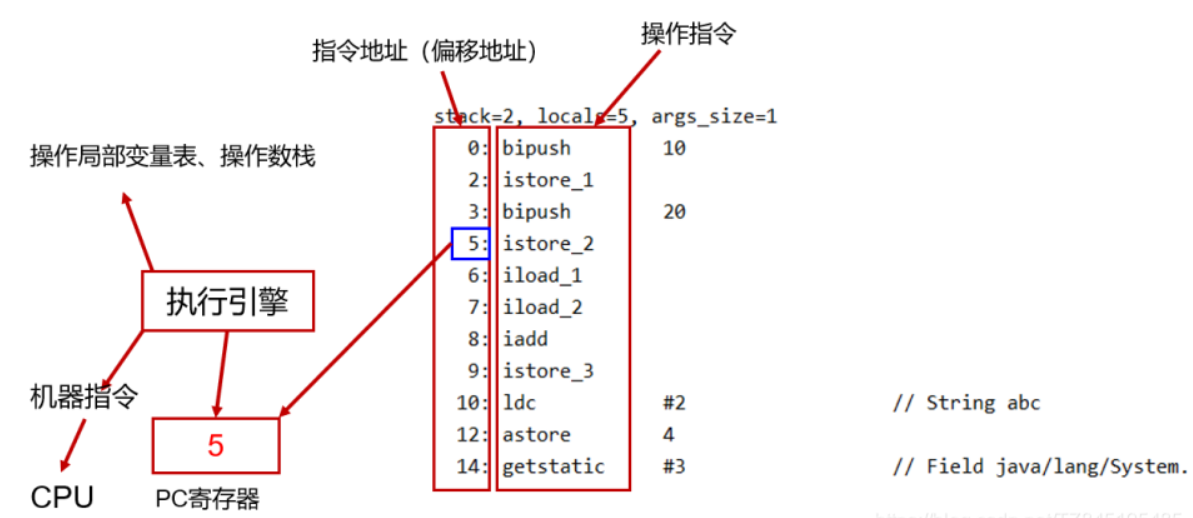 操作指令
指令地址（偏移地址）
stack=2, locals=5, args_size=1
操作局部变量表、操作数栈
0: bipush 10
2: istore_1
3: bipush 20
5: istore_2
6: iload_1
7: iload_2
8: iadd
9: istore_3
10: ldc #2 // String abc
12: astore 4
14: getstatic #3 // Field java/lang/System.
执行引擎
机器指令
5
CPU
PC寄存器